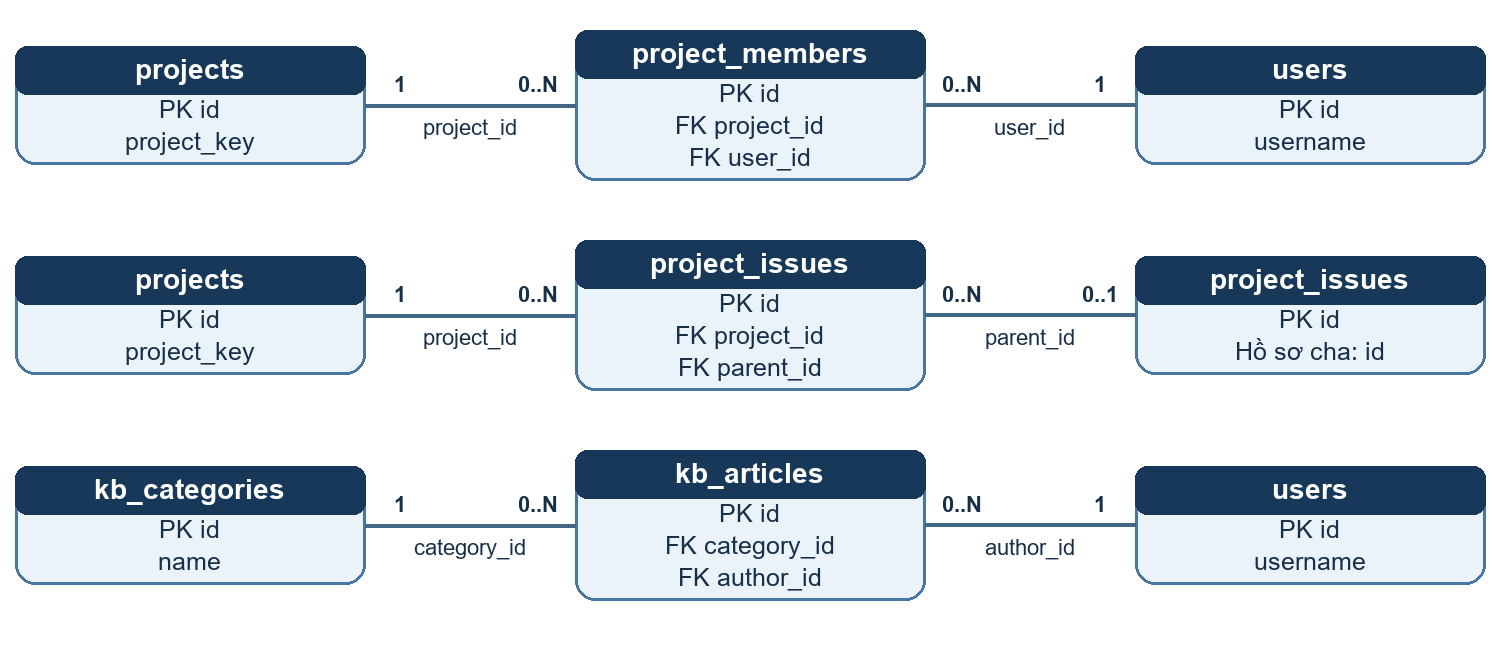 projects
PK id
project_key
1
0..N
project_id
project_members
PK id
FK project_id
FK user_id
0..N
1
user_id
users
PK id
username
projects
PK id
project_key
1
0..N
project_id
project_issues
PK id
FK project_id
FK parent_id
0..N
0..1
parent_id
project_issues
PK id
Hồ sơ cha: id
kb_categories
PK id
name
1
0..N
category_id
kb_articles
PK id
FK category_id
FK author_id
0..N
1
author_id
users
PK id
username